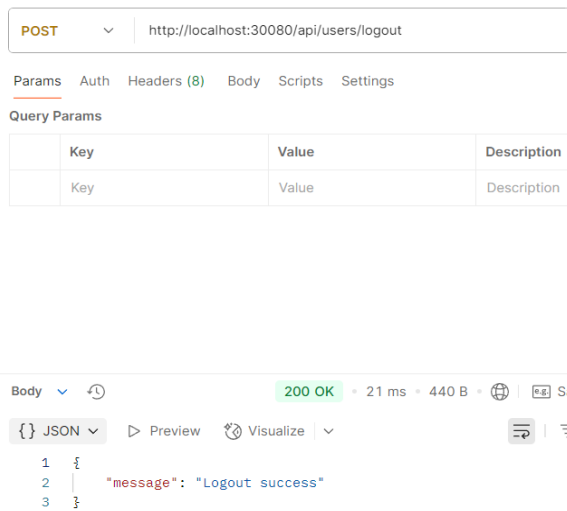 POST http://localhost:30080/api/users/logout
Params Auth Headers (8) Body Scripts Settings
Query Params
Key Value Description
Key Value Description
Body 200 OK • 21 ms • 440 B • e.g.
{} JSON Preview Visualize
1 {
2 "message": "Logout success"
3 }